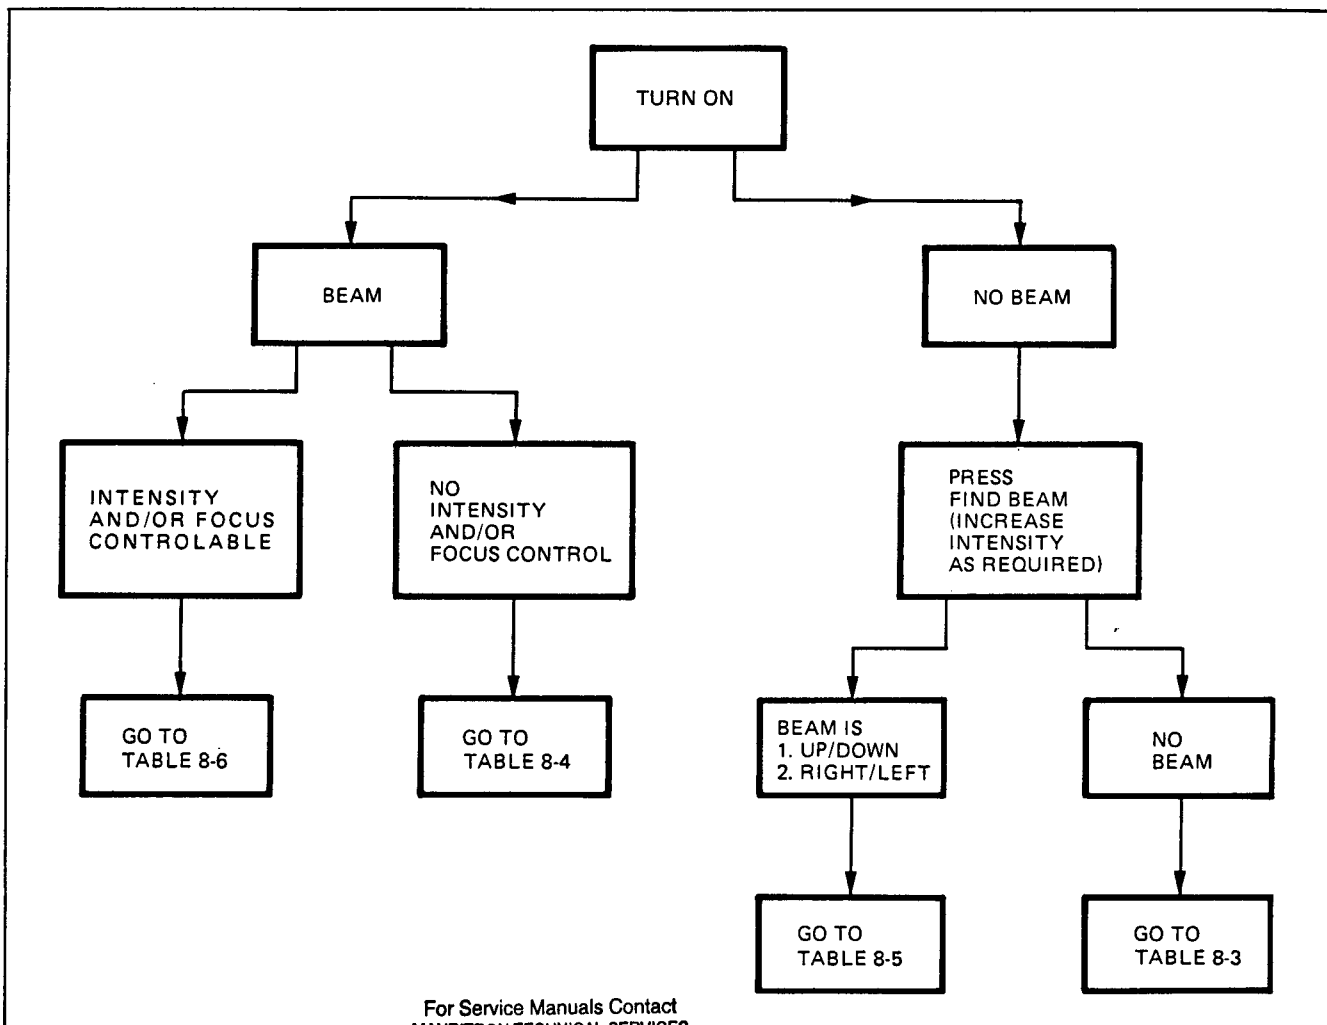 TURN ON
BEAM
NO BEAM
INTENSITY
AND/OR FOCUS
CONTROLABLE
NO
INTENSITY
AND/OR
FOCUS CONTROL
PRESS
FIND BEAM
(INCREASE
INTENSITY
AS REQUIRED)
GO TO
TABLE 8-6
GO TO
TABLE 8-4
BEAM IS
1. UP/DOWN
2. RIGHT/LEFT
NO
BEAM
GO TO
TABLE 8-5
GO TO
TABLE 8-3
For Service Manuals Contact
TECHNICAL SERVICES